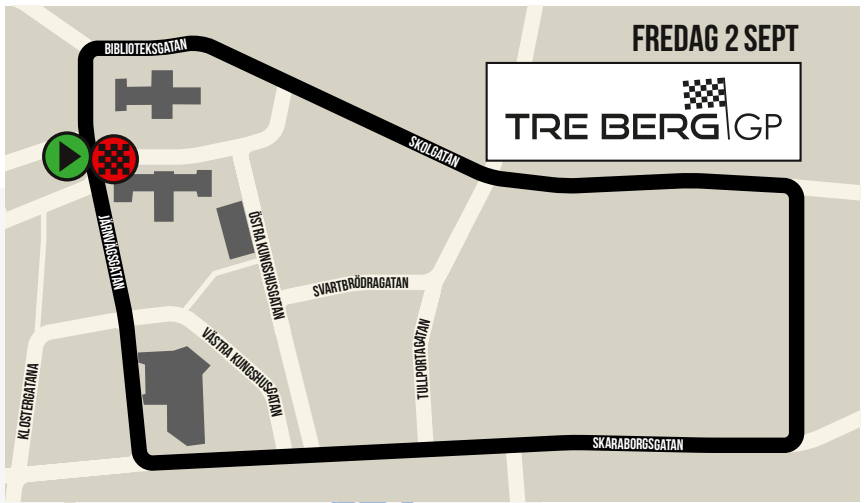 FREDAG 2 SEPT
TRE BERG GP
BIBLIOTEKSGATAN
SKOLGATAN
JÄRNVÄGSGATAN
ÖSTRA KUNGSHUSGATAN
SVARTBRÖDRAGATAN
VÄSTRA KUNGSHUSGATAN
TULLPORTAGATAN
KLOSTERGATANA
SKARABORGSGATAN